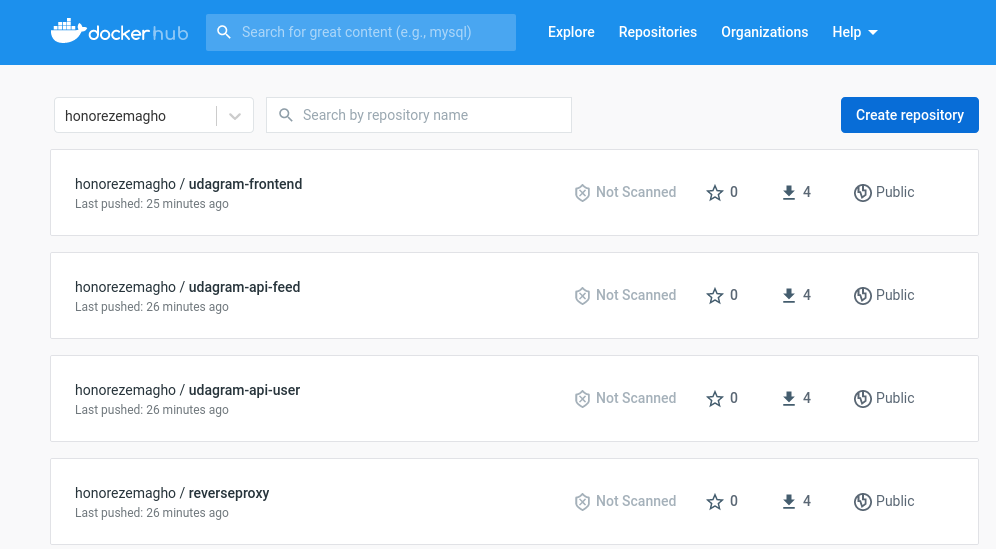 docker hub Search for great content (e.g., mysql) Explore Repositories Organizations Help
honorezemagho Search by repository name Create repository
honorezemagho / udagram-frontend Not Scanned 0 4 Public
Last pushed: 25 minutes ago
honorezemagho / udagram-api-feed Not Scanned 0 4 Public
Last pushed: 26 minutes ago
honorezemagho / udagram-api-user Not Scanned 0 4 Public
Last pushed: 26 minutes ago
honorezemagho / reverseproxy Not Scanned 0 4 Public
Last pushed: 26 minutes ago